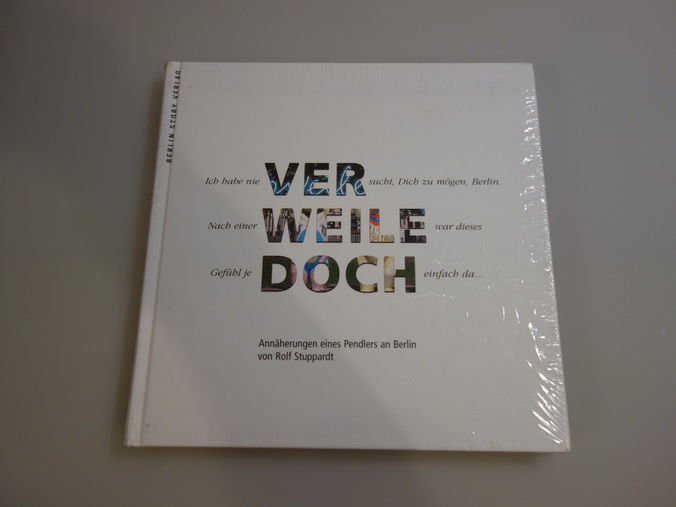 BERLIN STORY VERLAG
Ich habe nie VER sucht, Dich zu mögen, Berlin.
Nach einer WEILE war dieses
Gefühl je DOCH einfach da...
Annäherungen eines Pendlers an Berlin
von Rolf Stuppardt